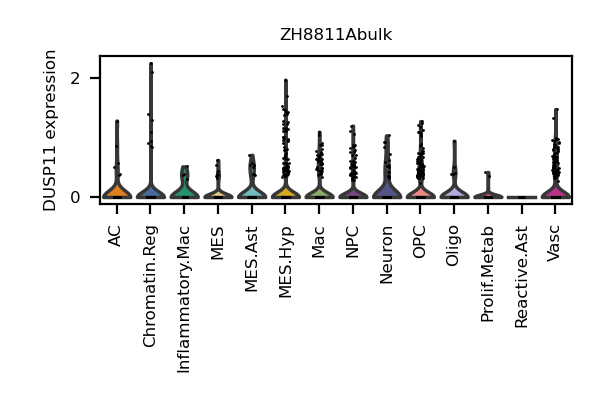 ZH8811Abulk
DUSP11 expression
2
0
AC
Chromatin.Reg
Inflammatory.Mac
MES
MES.Ast
MES.Hyp
Mac
NPC
Neuron
OPC
Oligo
Prolif.Metab
Reactive.Ast
Vasc